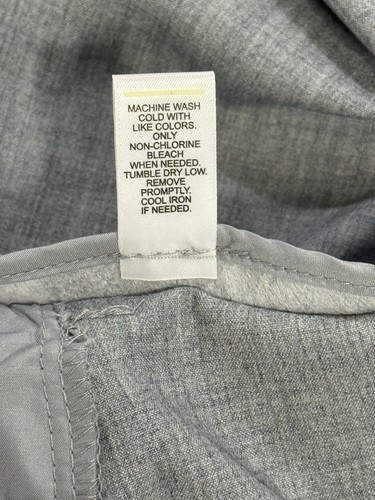 MACHINE WASH
COLD WITH
LIKE COLORS.
ONLY
NON-CHLORINE
BLEACH
WHEN NEEDED.
TUMBLE DRY LOW.
REMOVE
PROMPTLY.
COOL IRON
IF NEEDED.